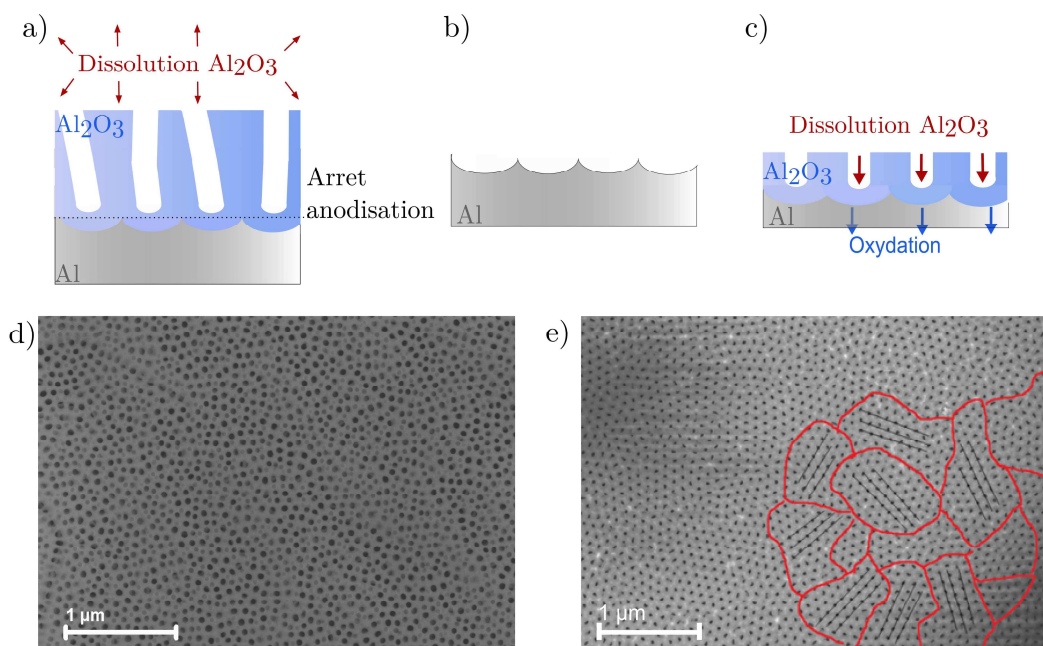 a)
Dissolution Al2O3
Al2O3
Arret
anodisation
Al
b)
Al
c)
Dissolution Al2O3
Al2O3
Al
Oxydation
d)
1 µm
e)
1 µm